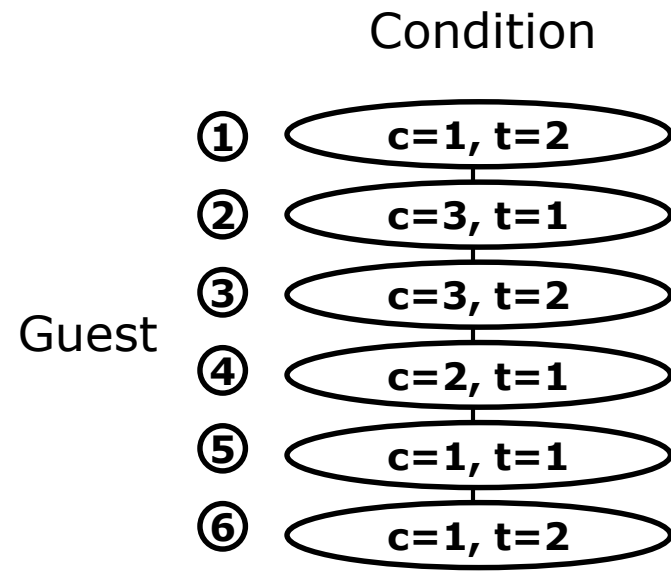 Condition
① c=1, t=2
② c=3, t=1
③ c=3, t=2
Guest
④ c=2, t=1
⑤ c=1, t=1
⑥ c=1, t=2